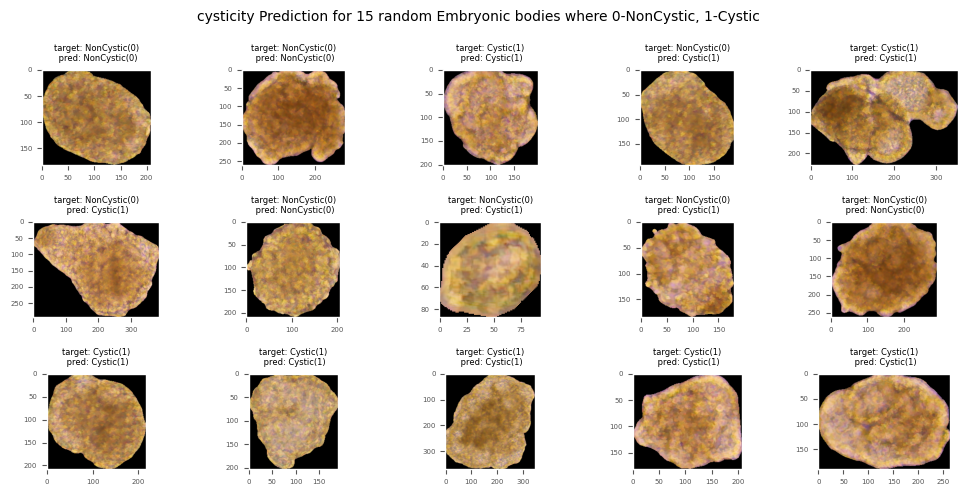 cysticity Prediction for 15 random Embryonic bodies where 0-NonCystic, 1-Cystic
target: NonCystic(0)
pred: NonCystic(0)
0
50
100
150
0 50 100 150 200
target: NonCystic(0)
pred: NonCystic(0)
0
50
100
150
200
250
0 100 200
target: Cystic(1)
pred: Cystic(1)
0
50
100
150
200
0 50 100 150
target: NonCystic(0)
pred: Cystic(1)
0
50
100
150
0 50 100 150
target: Cystic(1)
pred: Cystic(1)
0
50
100
150
200
0 100 200 300
target: NonCystic(0)
pred: Cystic(1)
0
50
100
150
200
250
0 100 200 300
target: NonCystic(0)
pred: NonCystic(0)
0
50
100
150
200
0 100 200
target: NonCystic(0)
pred: Cystic(1)
0
20
40
60
80
0 25 50 75
target: NonCystic(0)
pred: Cystic(1)
0
50
100
150
0 50 100 150
target: NonCystic(0)
pred: NonCystic(0)
0
50
100
150
200
250
0 100 200
target: Cystic(1)
pred: Cystic(1)
0
50
100
150
200
0 100 200
target: Cystic(1)
pred: Cystic(1)
0
50
100
150
200
0 50 100 150
target: Cystic(1)
pred: Cystic(1)
0
100
200
300
0 100 200 300
target: Cystic(1)
pred: Cystic(1)
0
50
100
150
0 50 100 150 200
target: Cystic(1)
pred: Cystic(1)
0
50
100
150
0 50 100 150 200 250